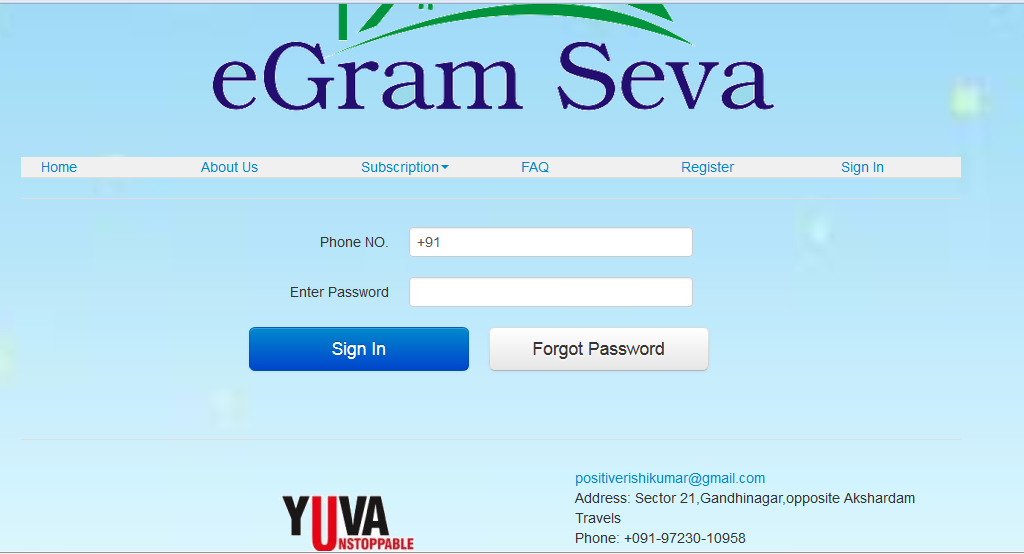 eGram Seva
Home About Us Subscription FAQ Register Sign In
Phone NO. +91
Enter Password
Sign In Forgot Password
positiverishikumar@gmail.com
Address: Sector 21,Gandhinagar,opposite Akshardam
Travels
Phone: +091-97230-10958
YUVA
UNSTOPPABLE